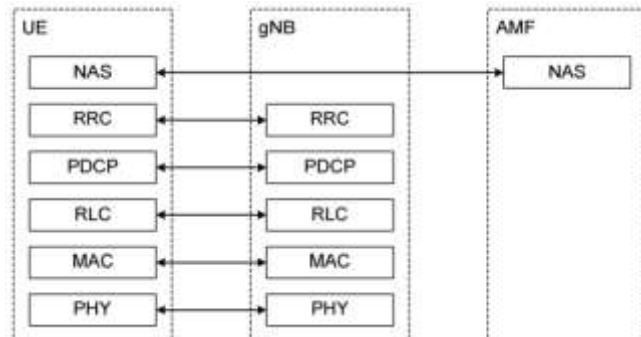 UE gNB AMF
NAS NAS
RRC RRC
PDCP PDCP
RLC RLC
MAC MAC
PHY PHY